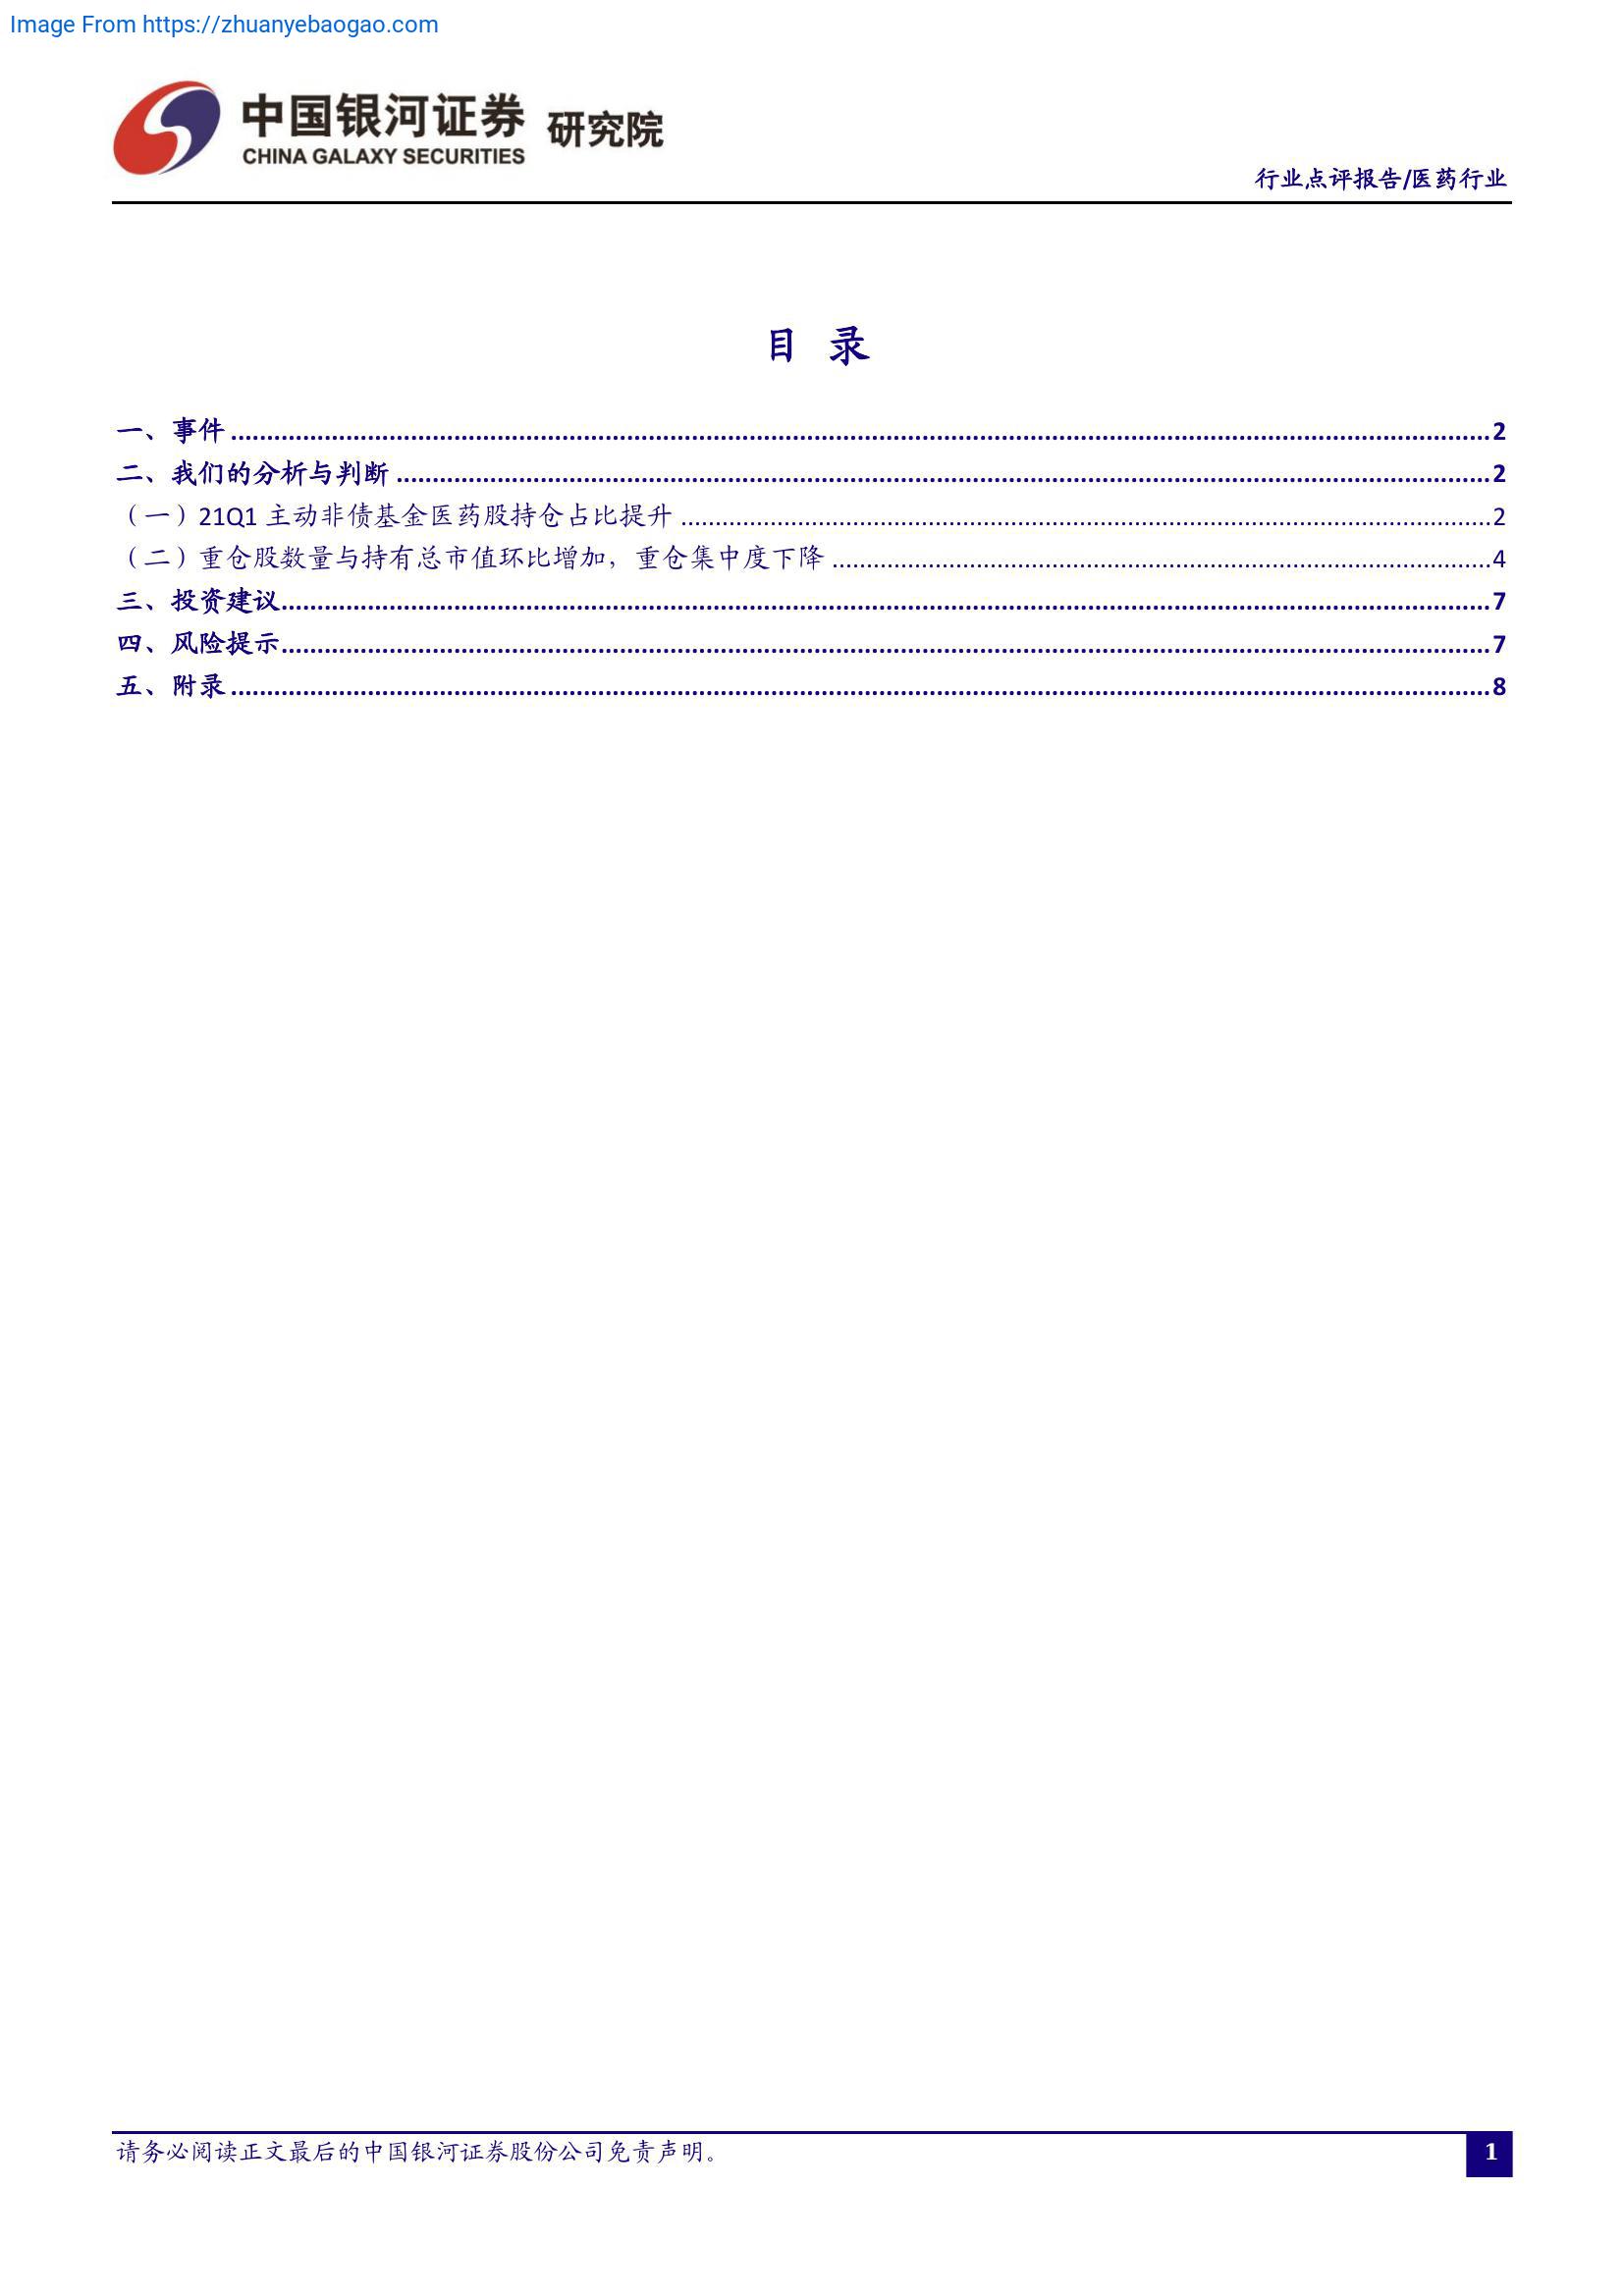 Image From https://zhuanyebaogao.com
中国银河证券 研究院
CHINA GALAXY SECURITIES
行业点评报告/医药行业
目 录
一、事件........................2
二、我们的分析与判断........................2
（一）21Q1 主动非债基金医药股持仓占比提升........................2
（二）重仓股数量与持有总市值环比增加，重仓集中度下降........................4
三、投资建议........................7
四、风险提示........................7
五、附录........................8
请务必阅读正文最后的中国银河证券股份公司免责声明。
1